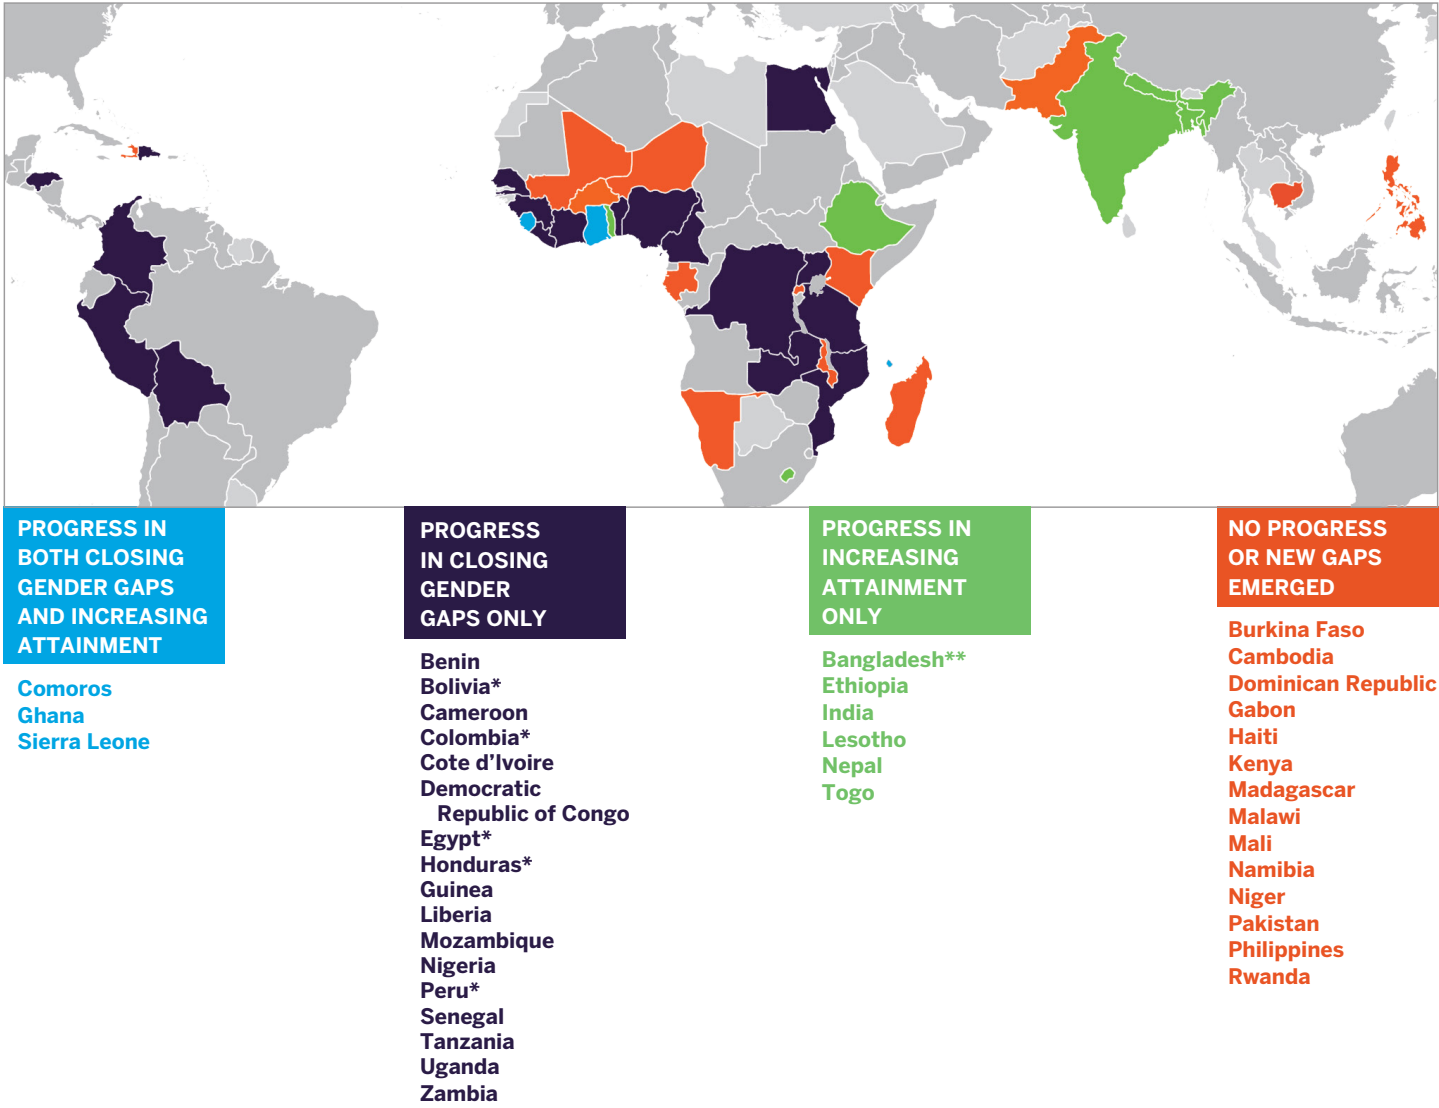 PROGRESS IN
BOTH CLOSING
GENDER GAPS
AND INCREASING
ATTAINMENT
Comoros
Ghana
Sierra Leone
PROGRESS
IN CLOSING
GENDER
GAPS ONLY
Benin
Bolivia*
Cameroon
Colombia*
Cote d’Ivoire
Democratic
Republic of Congo
Egypt*
Honduras*
Guinea
Liberia
Mozambique
Nigeria
Peru*
Senegal
Tanzania
Uganda
Zambia
PROGRESS IN
INCREASING
ATTAINMENT
ONLY
Bangladesh**
Ethiopia
India
Lesotho
Nepal
Togo
NO PROGRESS
OR NEW GAPS
EMERGED
Burkina Faso
Cambodia
Dominican Republic
Gabon
Haiti
Kenya
Madagascar
Malawi
Mali
Namibia
Niger
Pakistan
Philippines
Rwanda